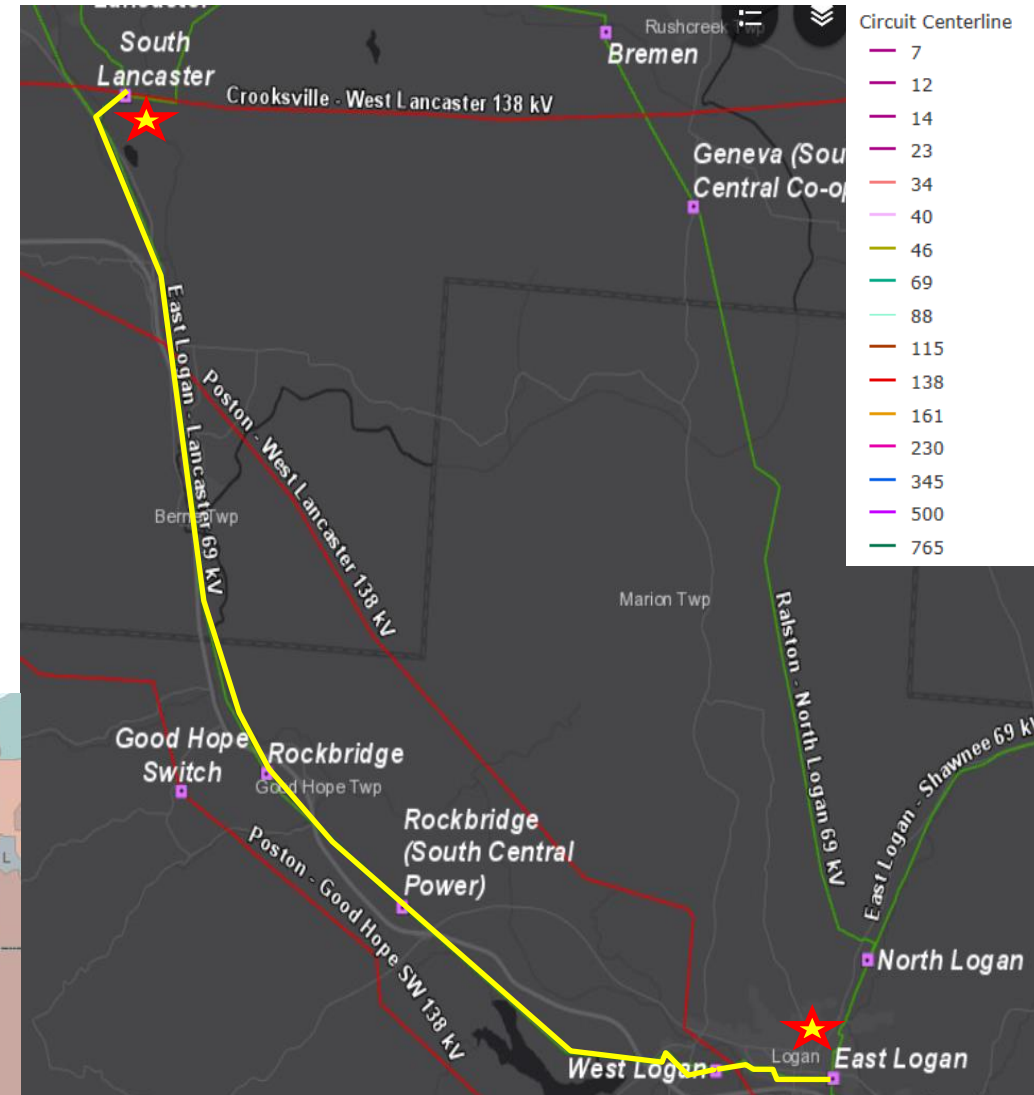 South
Lancaster
Rushcreek Twp
Bremen
Crooksville - West Lancaster 138 kV
Geneva (Sou
Central Co-op
East Logan - Lancaster 69 kV
Poston - West Lancaster 138 kV
Berne Twp
Marion Twp
Ralston - North Logan 69 kV
East Logan - Shawnee 69 kV
Good Hope
Switch
Rockbridge
Good Hope Twp
Rockbridge
(South Central
Power)
Poston - Good Hope SW 138 kV
North Logan
West Logan
Logan
East Logan
L
Circuit Centerline
7
12
14
23
34
40
46
69
88
115
138
161
230
345
500
765